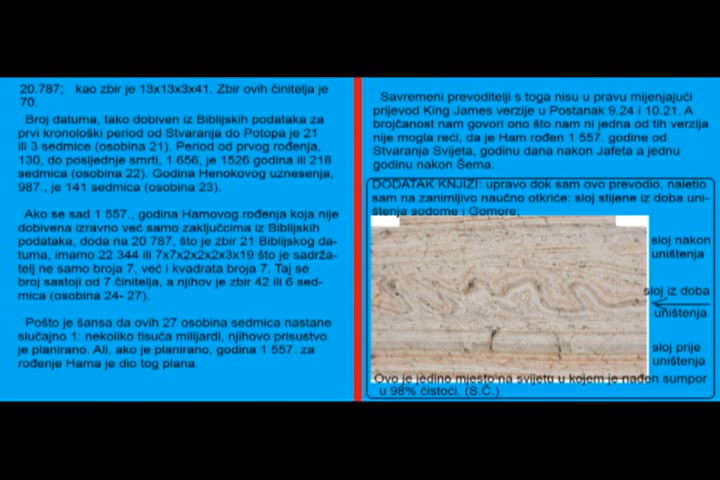 20.787;   kao zbir je 13x13x3x41. Zbir ovih činitelja je
70.
Broj datuma, tako dobiven iz Biblijskih podataka za
prvi kronološki period od Stvaranja do Potopa je 21
ili 3 sedmice (osobina 21). Period od prvog rođenja,
130, do posljednje smrti, 1 656, je 1526 godina ili 218
sedmica (osobina 22). Godina Henokovog uznesenja,
987., je 141 sedmica (osobina 23).
Ako se sad 1 557., godina Hamovog rođenja koja nije
dobivena izravno već samo zaključcima iz Biblijskih
podataka, doda na 20 787, što je zbir 21 Biblijskog da-
tuma, imamo 22 344 ili 7x7x2x2x2x3x19 što je sadrža-
telj ne samo broja 7, već i kvadrata broja 7. Taj se
broj sastoji od 7 činitelja, a njihov je zbir 42 ili 6 sed-
mica (osobina 24- 27).
Pošto je šansa da ovih 27 osobina sedmica nastane
slučajno 1: nekoliko tisuća milijardi, njihovo prisustvo
je planirano. Ali, ako je planirano, godina 1 557. za
rođenje Hama je dio tog plana.
Savremeni prevoditelji s toga nisu u pravu mijenjajući
prijevod King James verzije u Postanak 9.24 i 10.21. A
brojčanost nam govori ono što nam ni jedna od tih verzija
nije mogla reći, da je Ham rođen 1 557. godine od
Stvaranja Svijeta, godinu dana nakon Jafeta a jednu
godinu nakon Šema.
DODATAK KNJIZI: upravo dok sam ovo prevodio, naletio
sam na zanimljivo naučno otkriće: sloj stijene iz doba uni-
štenja sodome i Gomore;
sloj nakon
uništenja
sloj iz doba
uništenja
sloj prije
uništenja
Ovo je jedino mjesto na svijetu u kojem je nađen sumpor
u 98% čistoći. (S.Č.)